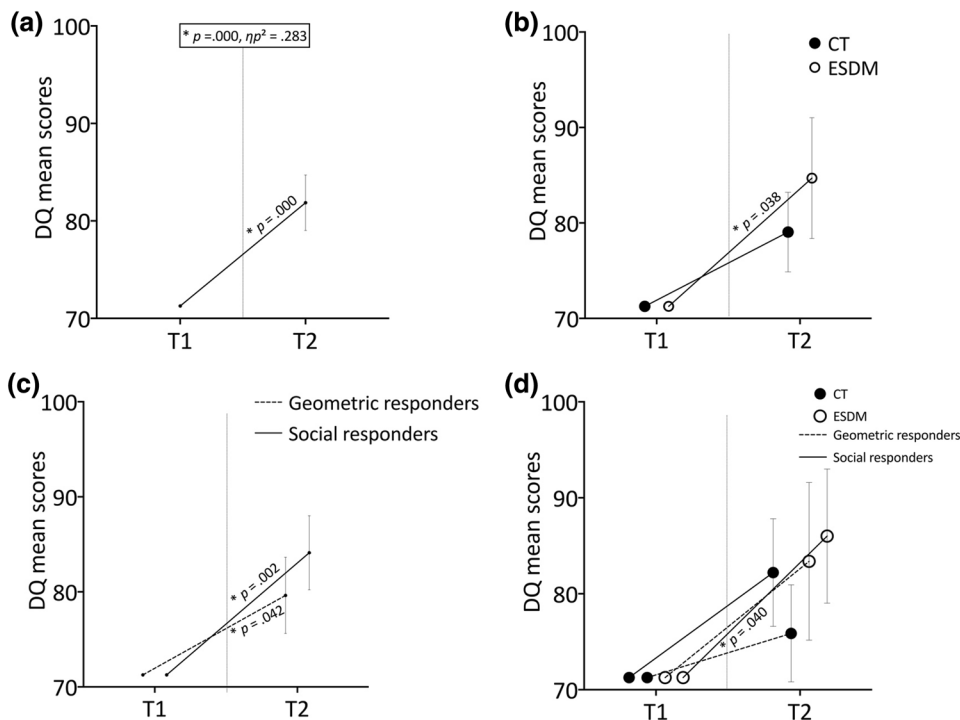 (a)
* p =.000, ηp² = .283
100
90
80
70
DQ mean scores
* p =.000
T1 T2
(b)
CT
ESDM
100
90
80
70
DQ mean scores
* p =.038
T1 T2
(c)
Geometric responders
Social responders
100
90
80
70
DQ mean scores
* p =.002
* p =.042
T1 T2
(d)
CT
ESDM
Geometric responders
Social responders
100
90
80
70
DQ mean scores
* p =.040
T1 T2